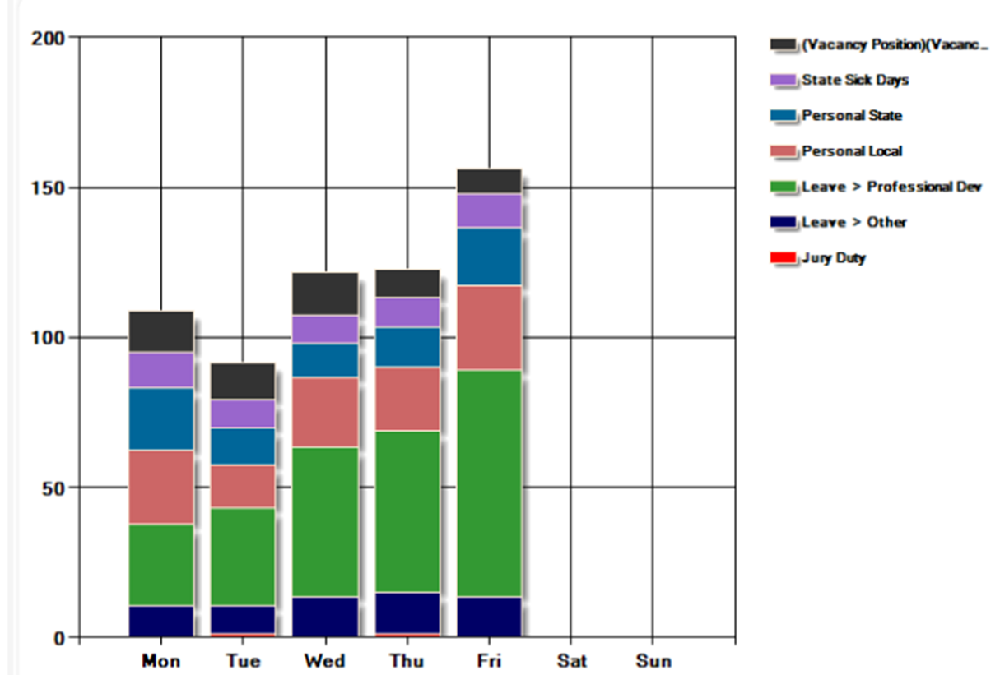 200
150
100
50
0
Mon Tue Wed Thu Fri Sat Sun
(Vacancy Position)(Vacanc...
State Sick Days
Personal State
Personal Local
Leave > Professional Dev
Leave > Other
Jury Duty